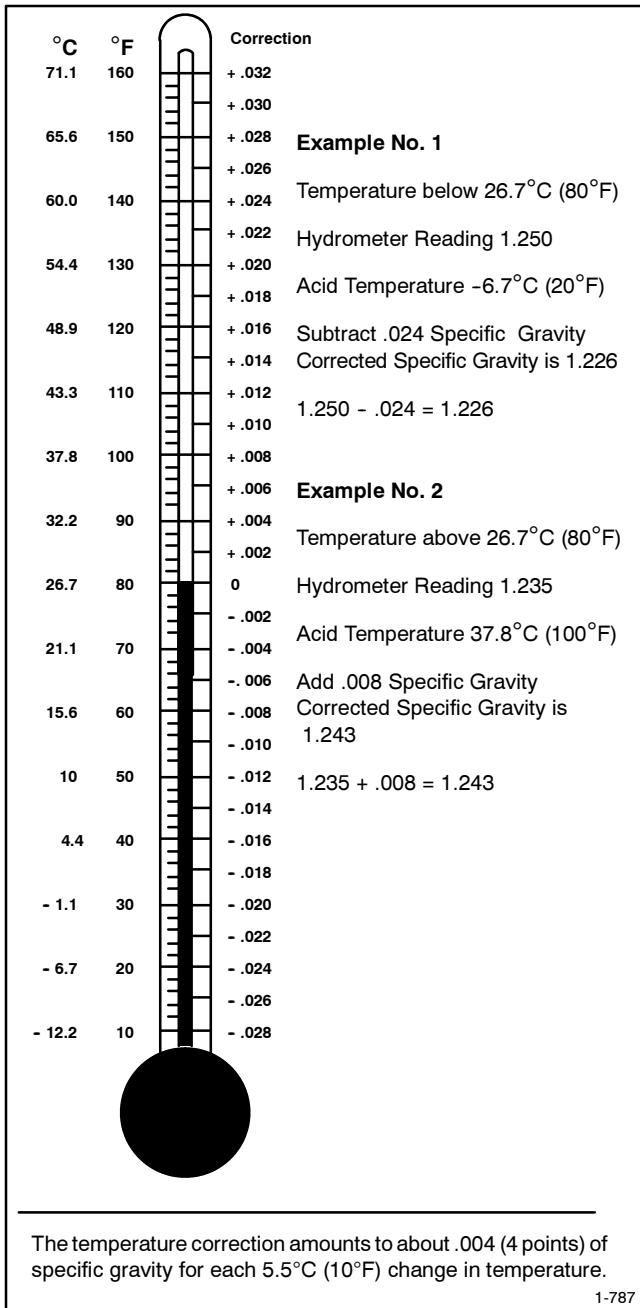 °C °F Correction
71.1 160 + .032
+ .030
65.6 150 + .028
+ .026
60.0 140 + .024
+ .022
54.4 130 + .020
+ .018
48.9 120 + .016
+ .014
43.3 110 + .012
+ .010
37.8 100 + .008
+ .006
32.2 90 + .004
+ .002
26.7 80 0
- .002
21.1 70 - .004
-. 006
15.6 60 - .008
- .010
10 50 - .012
- .014
4.4 40 - .016
- .018
- 1.1 30 - .020
- .022
- 6.7 20 - .024
- .026
- 12.2 10 - .028
Example No. 1
Temperature below 26.7°C (80°F)
Hydrometer Reading 1.250
Acid Temperature -6.7°C (20°F)
Subtract .024 Specific Gravity
Corrected Specific Gravity is 1.226
1.250 - .024 = 1.226
Example No. 2
Temperature above 26.7°C (80°F)
Hydrometer Reading 1.235
Acid Temperature 37.8°C (100°F)
Add .008 Specific Gravity
Corrected Specific Gravity is
1.243
1.235 + .008 = 1.243
The temperature correction amounts to about .004 (4 points) of
specific gravity for each 5.5°C (10°F) change in temperature.
1-787